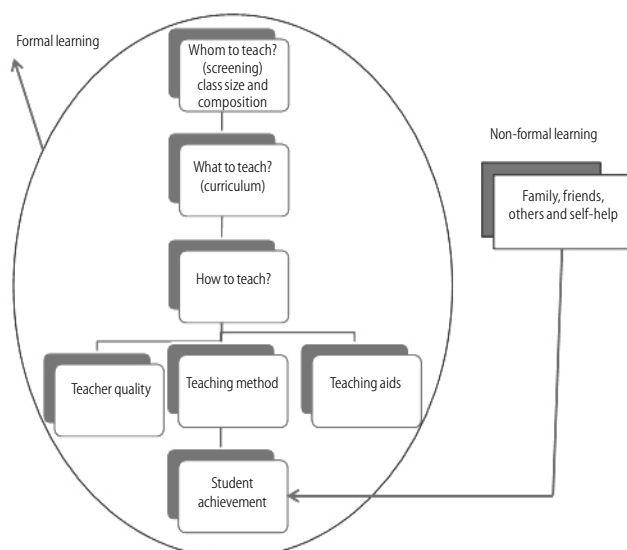 Formal learning
Whom to teach?
(screening)
class size and
composition
What to teach?
(curriculum)
Non-formal learning
Family, friends,
others and self-help
How to teach?
Teacher quality
Teaching method
Teaching aids
Student
achievement